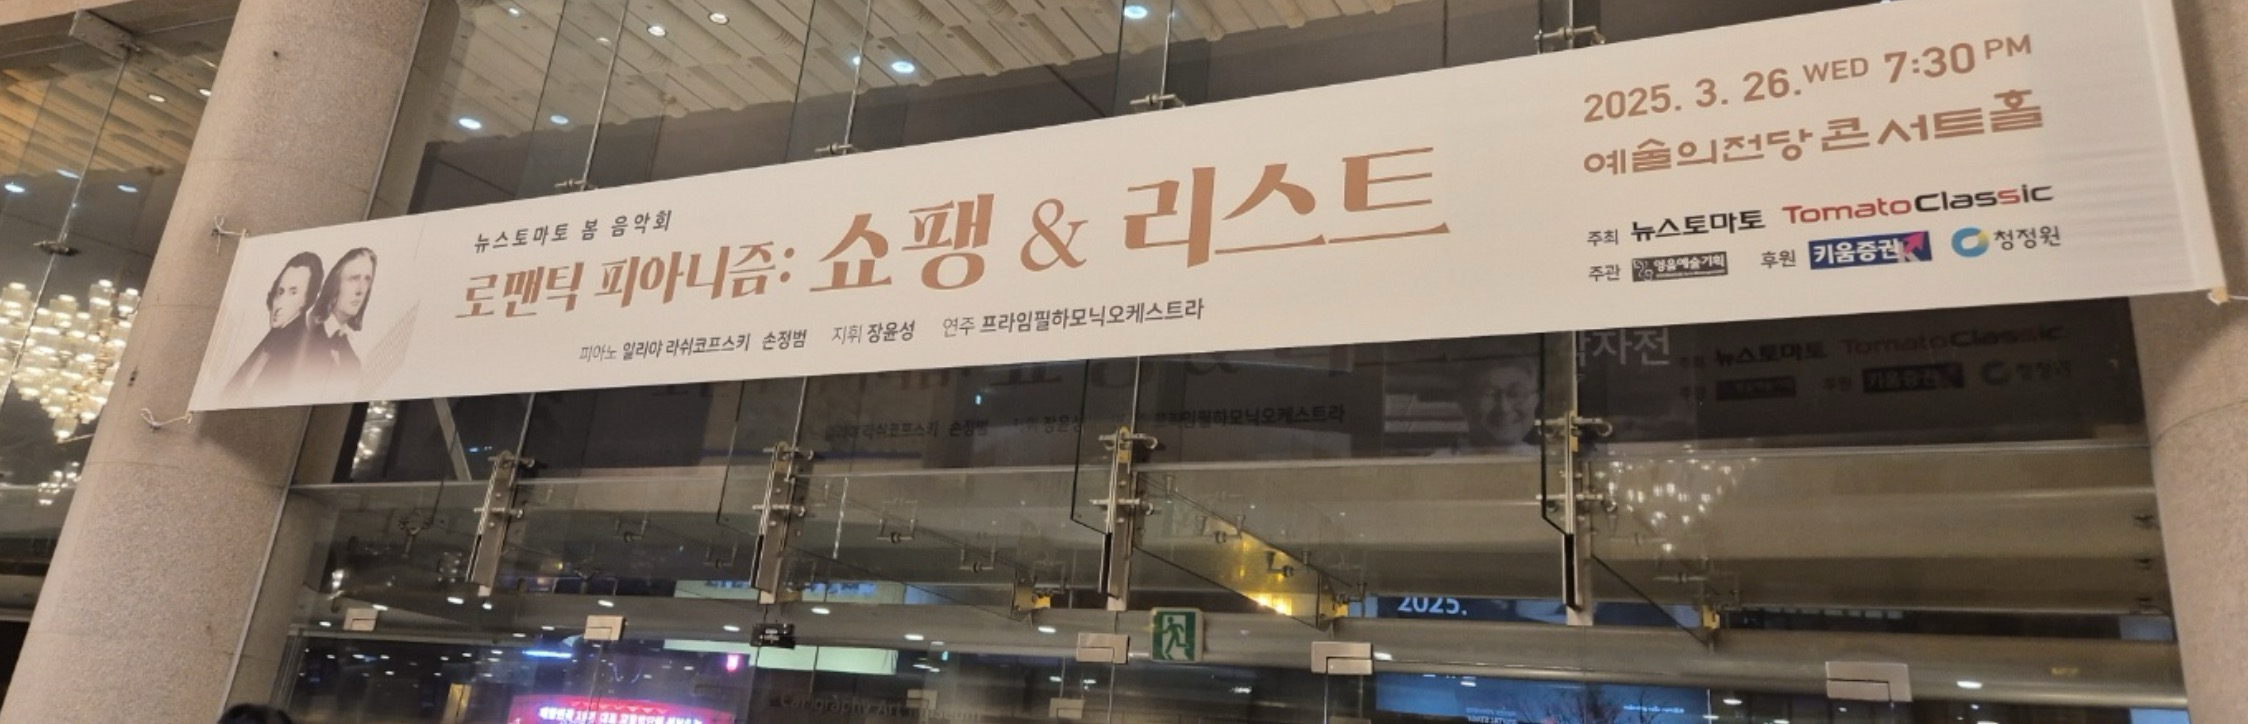 뉴스토마토 봄 음악회
로맨틱 피아니즘: 쇼팽 & 리스트
피아노 일리야 라쉬코프스키 손정범 지휘 장윤성 연주 프라임필하모닉오케스트라
2025. 3. 26. WED 7:30 PM
예술의전당 콘서트홀
주최 뉴스토마토 TomatoClassic
주관 영음예술기획 후원 키움증권 청정원
2025.